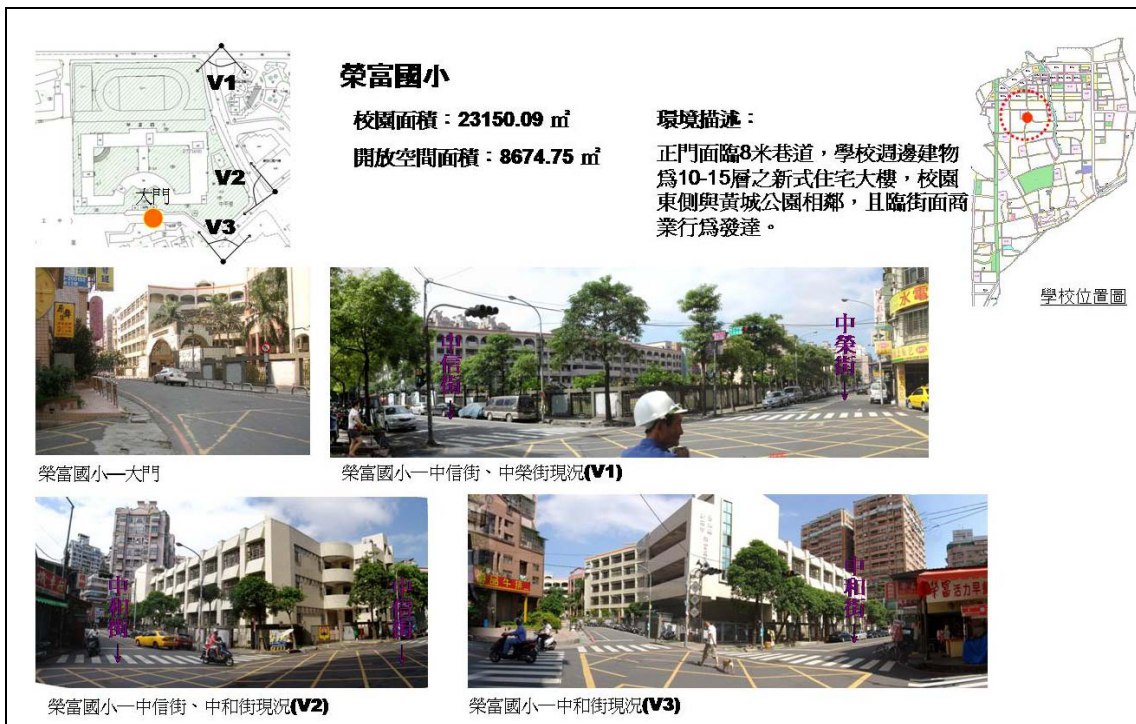 V1
V2
V3
大門
榮富國小
校園面積：23150.09 ㎡
開放空間面積：8674.75 ㎡
環境描述：
正門面臨8米巷道，學校週邊建物
為10-15層之新式住宅大樓，校園
東側與黃城公園相鄰，且臨街面商
業行為發達。
學校位置圖
榮富國小—大門
中信街
中榮街
水電
榮富國小—中信街、中榮街現況(V1)
中和街
中信街
榮富國小—中信街、中和街現況(V2)
中和街
榮富國小—中和街現況(V3)